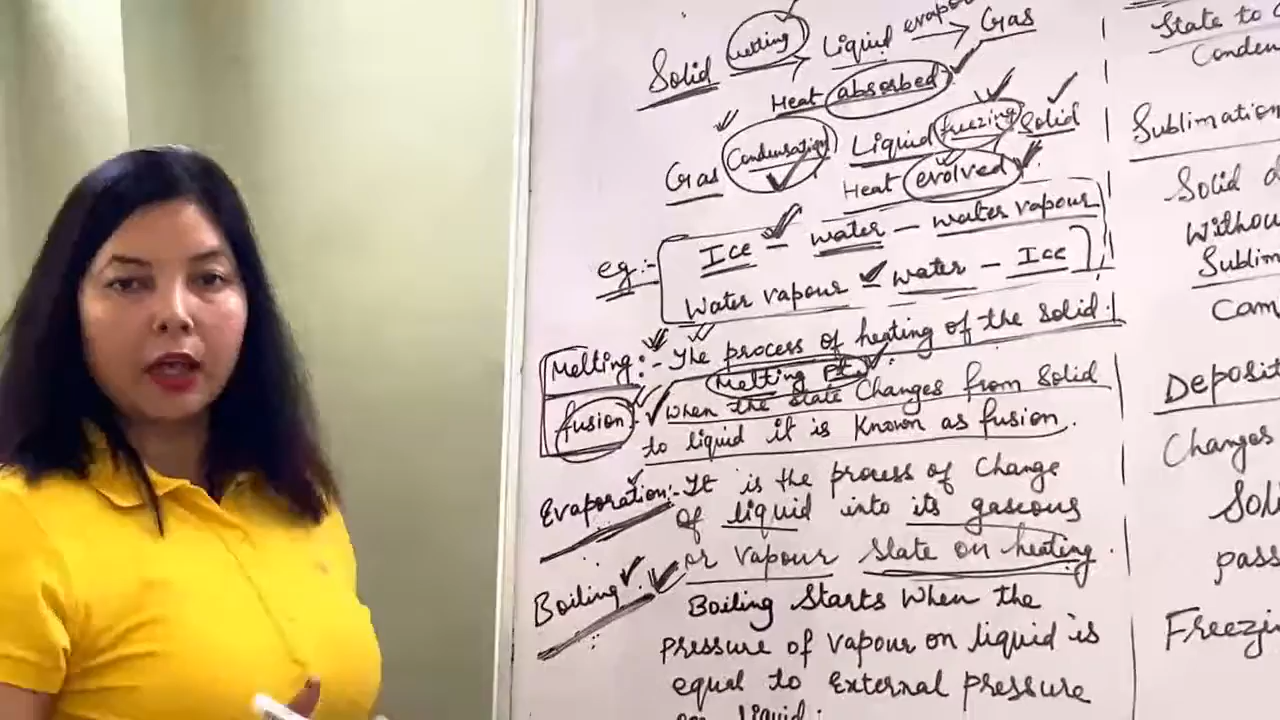 Solid melting → Liquid evapo → Gas
Heat absorbed
Gas Condensation Liquid freezing Solid
Heat evolved
eg:- Ice - water - water vapour
Water vapour - water - Ice
Melting:- The process of heating of the solid.
Melting Pt.
fusion:- when the state Changes from Solid
to liquid it is Known as fusion.
Evaporation:- It is the process of Change
of liquid into its gaseous
or vapour state on heating.
Boiling:- Boiling Starts when the
pressure of vapour on liquid is
equal to External pressure
on liquid.
State to
Conden
Sublimation
Solid d
withou
Sublim
Cam
Deposit
Changes
Sol
pass
Freezin